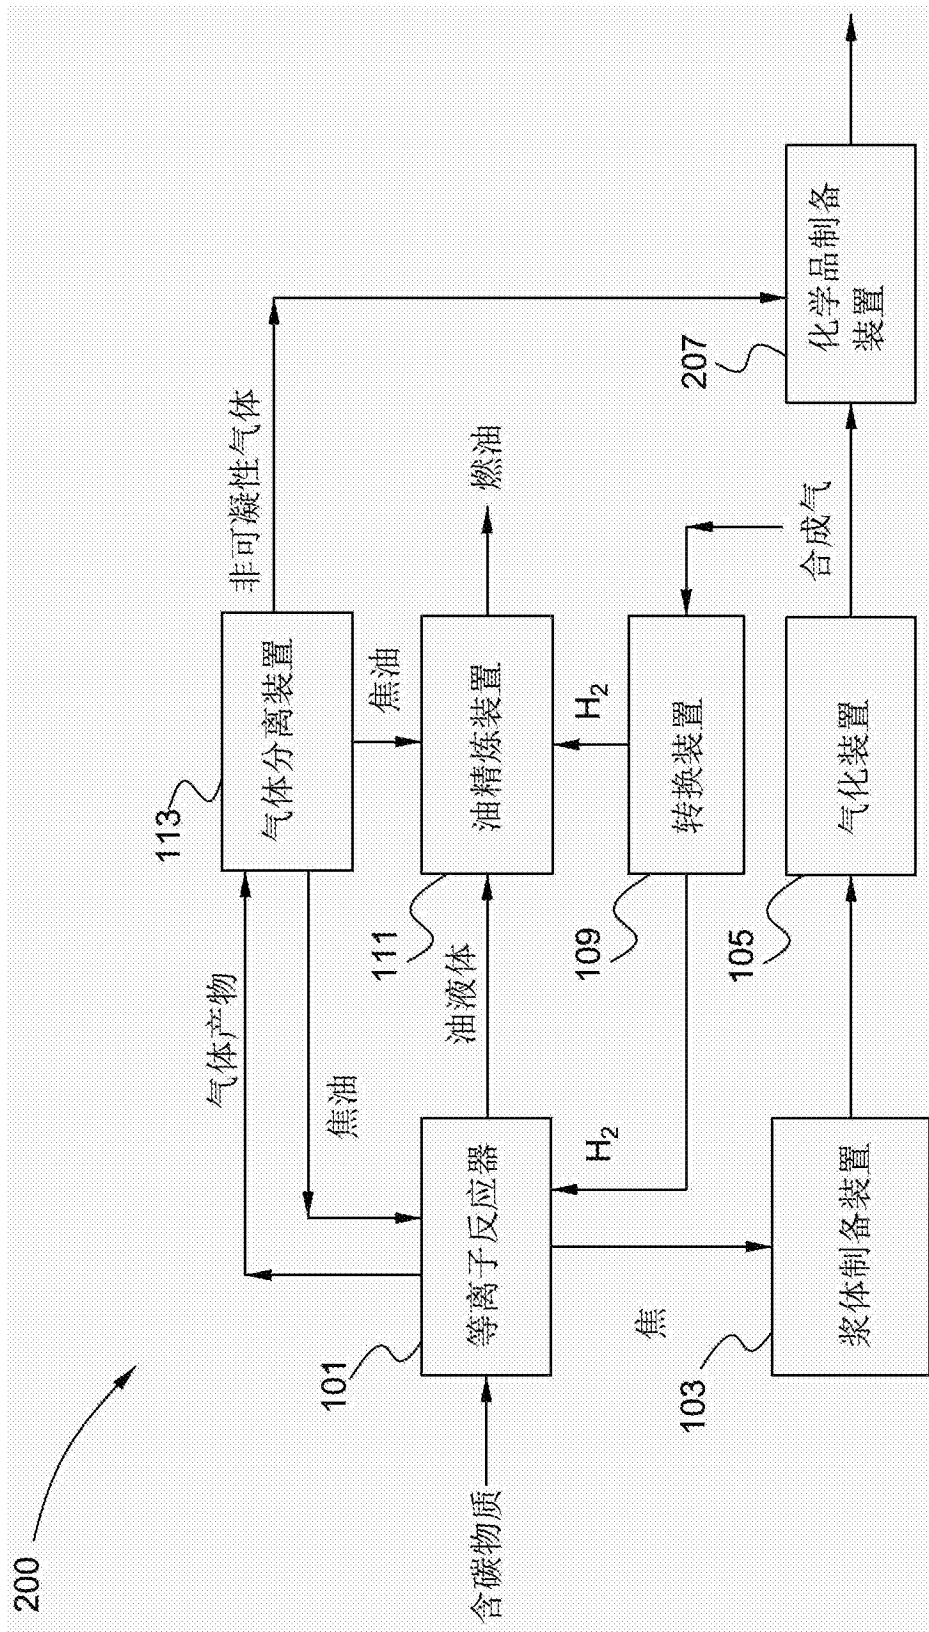 200
含碳物质
101
等离子反应器
气体产物
焦油
113
气体分离装置
非可凝性气体
焦油
油液体
111
油精炼装置
燃油
H2
H2
109
转换装置
合成气
焦
103
浆体制备装置
105
气化装置
207
化学品制备
装置